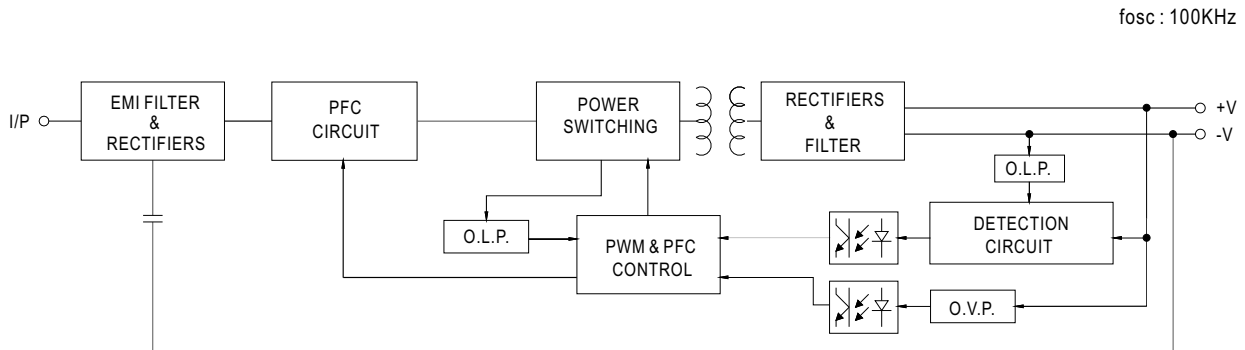 fosc : 100KHz
I/P
EMI FILTER
&
RECTIFIERS
PFC
CIRCUIT
POWER
SWITCHING
RECTIFIERS
&
FILTER
+V
-V
O.L.P.
O.L.P.
PWM & PFC
CONTROL
DETECTION
CIRCUIT
O.V.P.